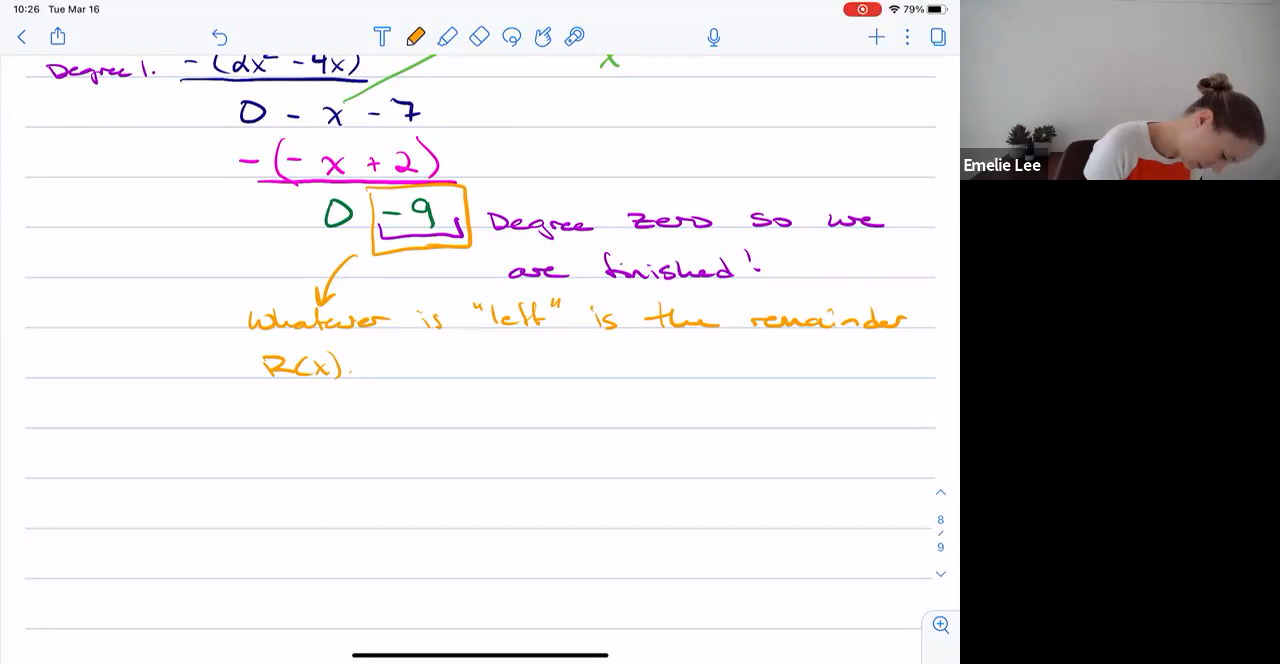 10:26 Tue Mar 16
79%
Degree 1. - (2x² - 4x)
x
0 - x - 7
- (- x + 2)
Emelie Lee
0 -9 Degree zero so we
are finished!
Whatever is "left" is the remainder
R(x).
8
/
9